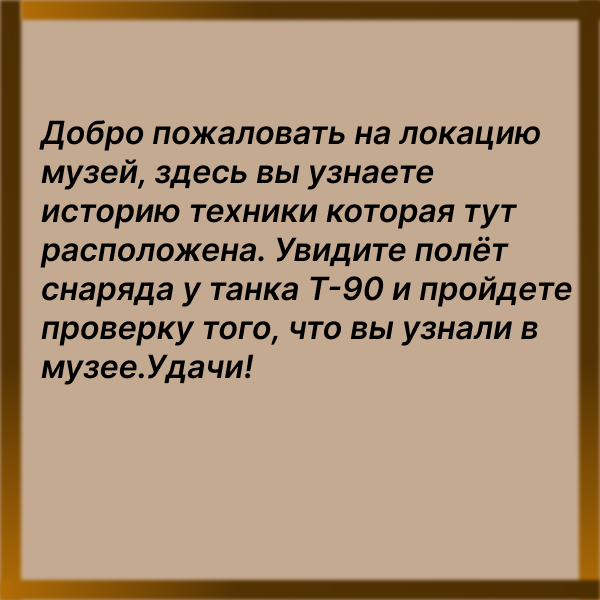 Добро пожаловать на локацию
музей, здесь вы узнаете
историю техники которая тут
расположена. Увидите полёт
снаряда у танка Т-90 и пройдете
проверку того, что вы узнали в
музее.Удачи!